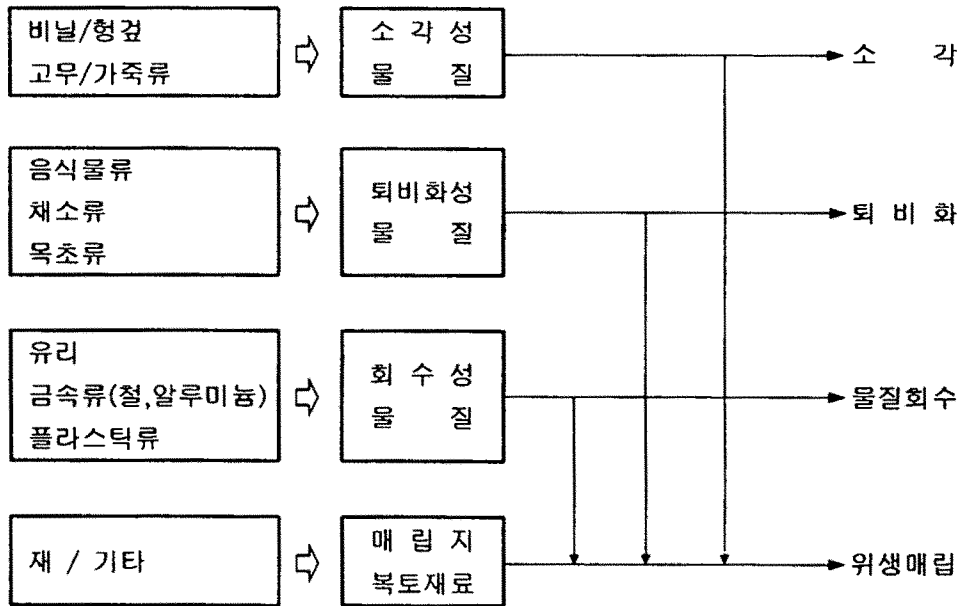 비닐/헝겊
고무/가죽류
소 각 성
물 질
소 각
음식물류
채소류
목초류
퇴비화성
물 질
퇴 비 화
유리
금속류(철,알루미늄)
플라스틱류
회 수 성
물 질
물질회수
재 / 기타
매 립 지
복토재료
위생매립